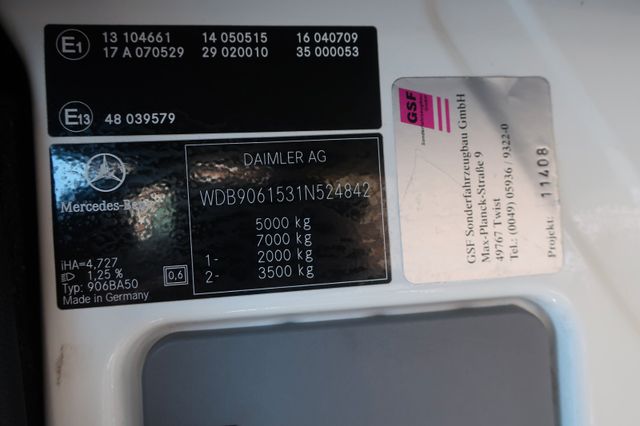 E1 13 104661 14 050515 16 040709
17 A 070529 29 020010 35 000053
E13 48 039579
Mercedes-Benz
DAIMLER AG
WDB9061531N524842
5000 kg
7000 kg
1- 2000 kg
2- 3500 kg
iHA=4,727
1,25 %
Typ: 906BA50
0,6
Made in Germany
GSF
Sonderfahrzeugbau
GmbH
GSF Sonderfahrzeugbau GmbH
Max-Planck-Straße 9
49767 Twist
Tel.: (0049) 05936 / 9322-0
Projekt: 11408